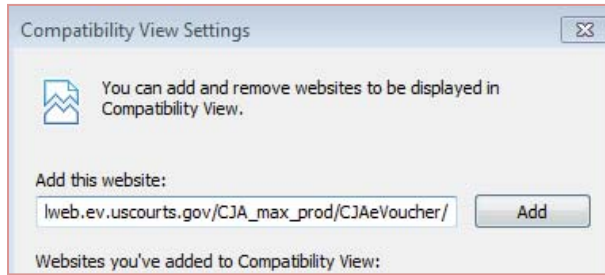 Compatibility View Settings
You can add and remove websites to be displayed in
Compatibility View.
Add this website:
lweb.ev.uscourts.gov/CJA_max_prod/CJAeVoucher/
Add
Websites you've added to Compatibility View: